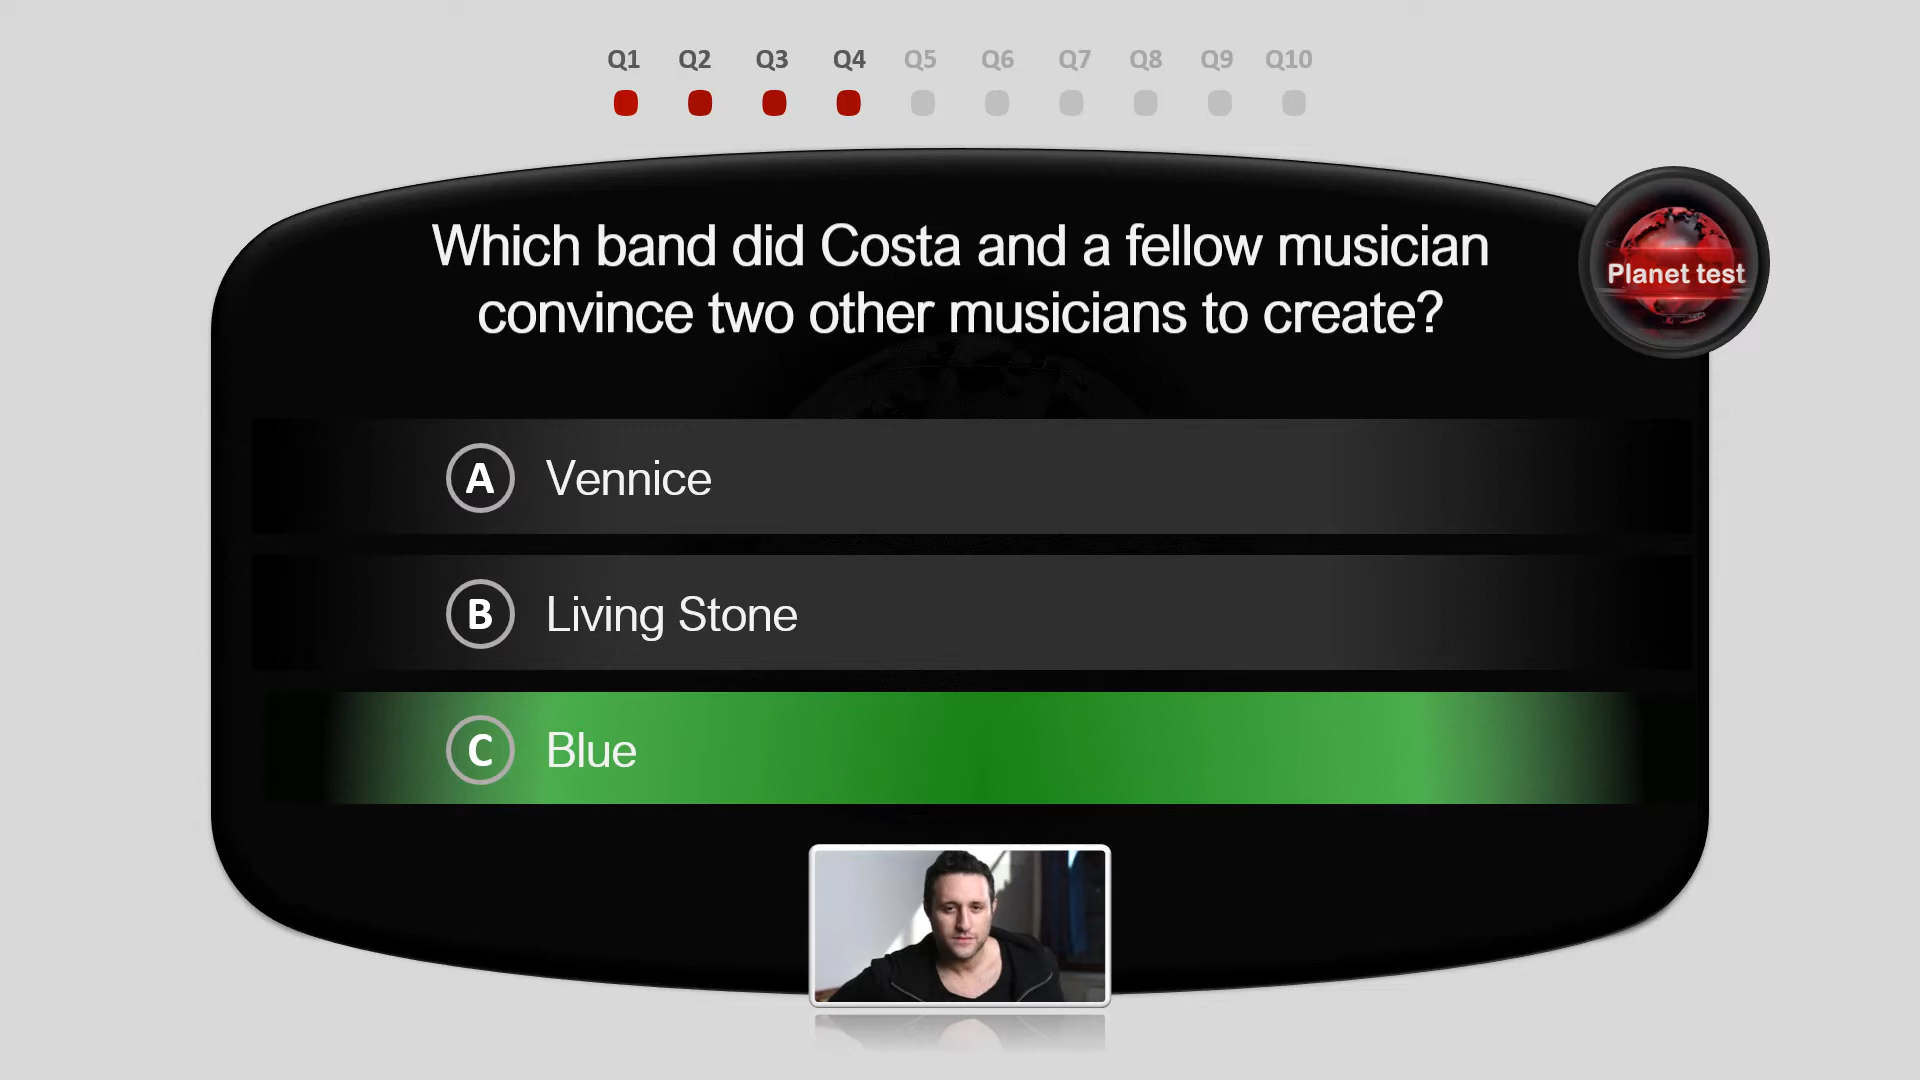 Q1 Q2 Q3 Q4 Q5 Q6 Q7 Q8 Q9 Q10
Which band did Costa and a fellow musician
convince two other musicians to create?
Planet test
A Vennice
B Living Stone
C Blue